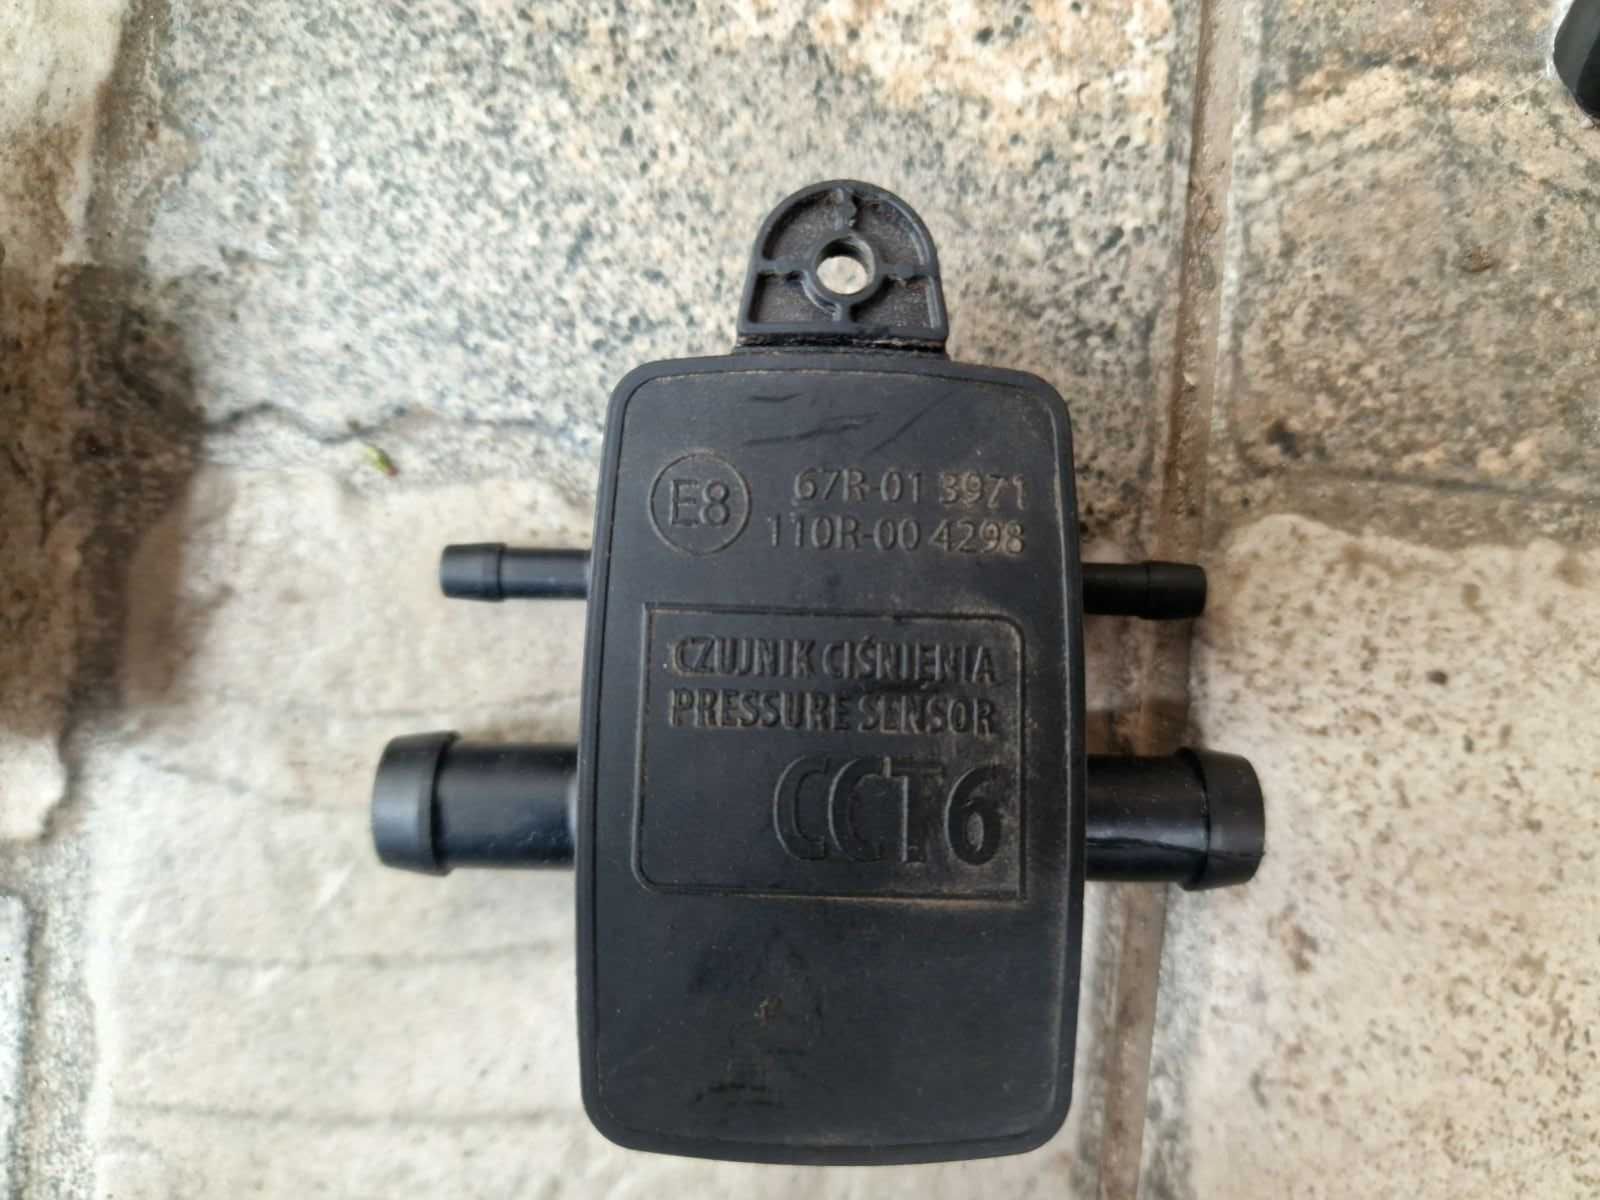 E8 67R-01 3971
110R-00 4298
CZUJNIK CIŚNIENIA
PRESSURE SENSOR
CCT6